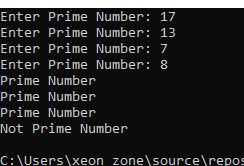 Enter Prime Number: 17
Enter Prime Number: 13
Enter Prime Number: 7
Enter Prime Number: 8
Prime Number
Prime Number
Prime Number
Not Prime Number
C:\Users\xeon zone\source\repos